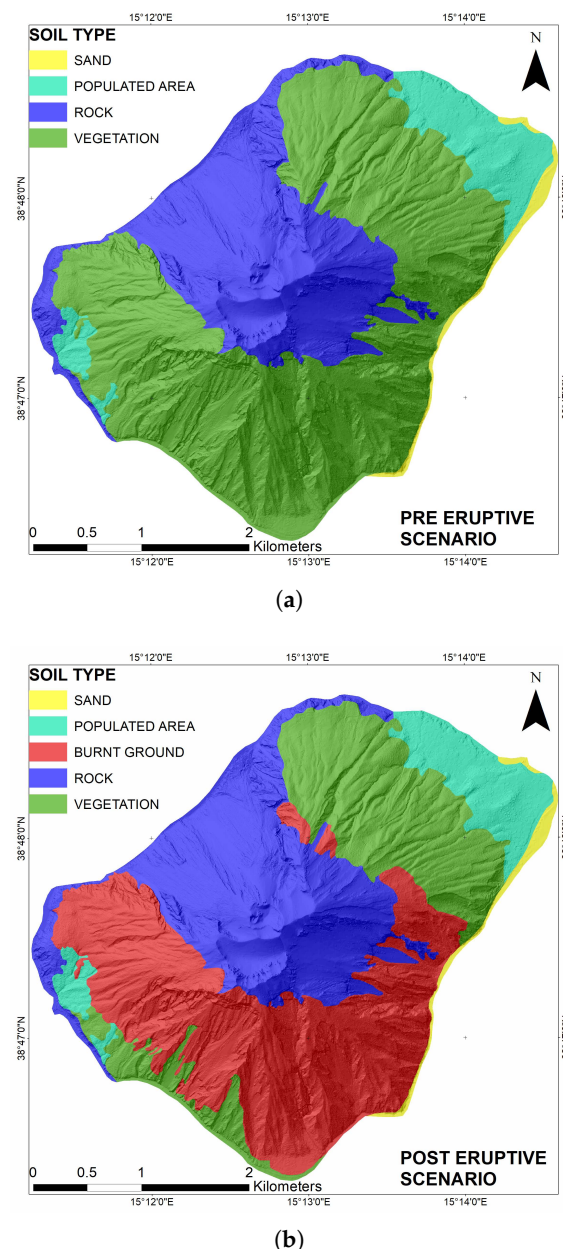 15°12'0"E 15°13'0"E 15°14'0"E
SOIL TYPE
N
SAND
POPULATED AREA
ROCK
VEGETATION
38°48'0"N
38°47'0"N
PRE ERUPTIVE
SCENARIO
0 0.5 1 2
Kilometers
15°12'0"E 15°13'0"E 15°14'0"E
(a)
15°12'0"E 15°13'0"E 15°14'0"E
SOIL TYPE
N
SAND
POPULATED AREA
BURNT GROUND
ROCK
VEGETATION
38°48'0"N
38°47'0"N
POST ERUPTIVE
SCENARIO
0 0.5 1 2
Kilometers
15°12'0"E 15°13'0"E 15°14'0"E
(b)